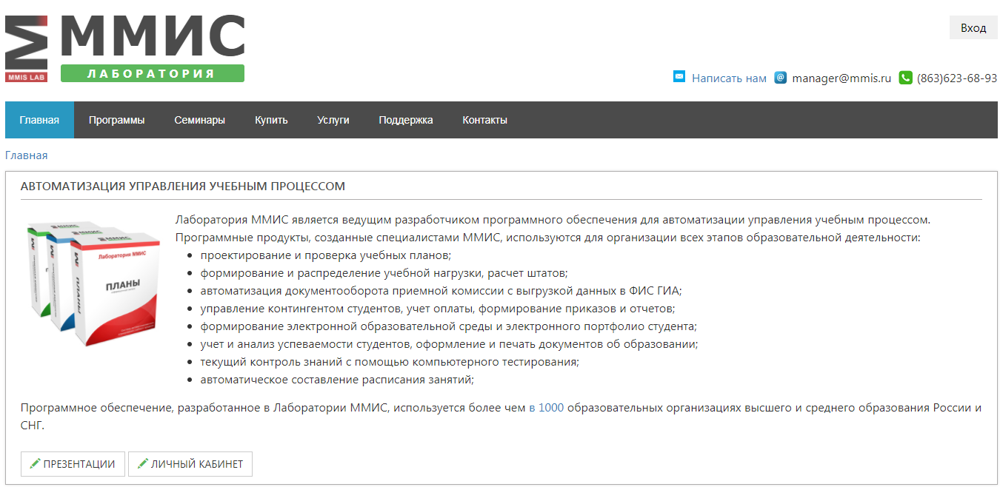 ММИС
MMIS LAB
ЛАБОРАТОРИЯ
Вход
Написать нам manager@mmis.ru (863)623-68-93
Главная Программы Семинары Купить Услуги Поддержка Контакты
Главная
АВТОМАТИЗАЦИЯ УПРАВЛЕНИЯ УЧЕБНЫМ ПРОЦЕССОМ
Лаборатория ММИС
ПЛАНЫ
ПЛАНЫ
Лаборатория ММИС является ведущим разработчиком программного обеспечения для автоматизации управления учебным процессом.
Программные продукты, созданные специалистами ММИС, используются для организации всех этапов образовательной деятельности:
проектирование и проверка учебных планов;
формирование и распределение учебной нагрузки, расчет штатов;
автоматизация документооборота приемной комиссии с выгрузкой данных в ФИС ГИА;
управление контингентом студентов, учет оплаты, формирование приказов и отчетов;
формирование электронной образовательной среды и электронного портфолио студента;
учет и анализ успеваемости студентов, оформление и печать документов об образовании;
текущий контроль знаний с помощью компьютерного тестирования;
автоматическое составление расписания занятий;
Программное обеспечение, разработанное в Лаборатории ММИС, используется более чем в 1000 образовательных организациях высшего и среднего образования России и
СНГ.
ПРЕЗЕНТАЦИИ ЛИЧНЫЙ КАБИНЕТ